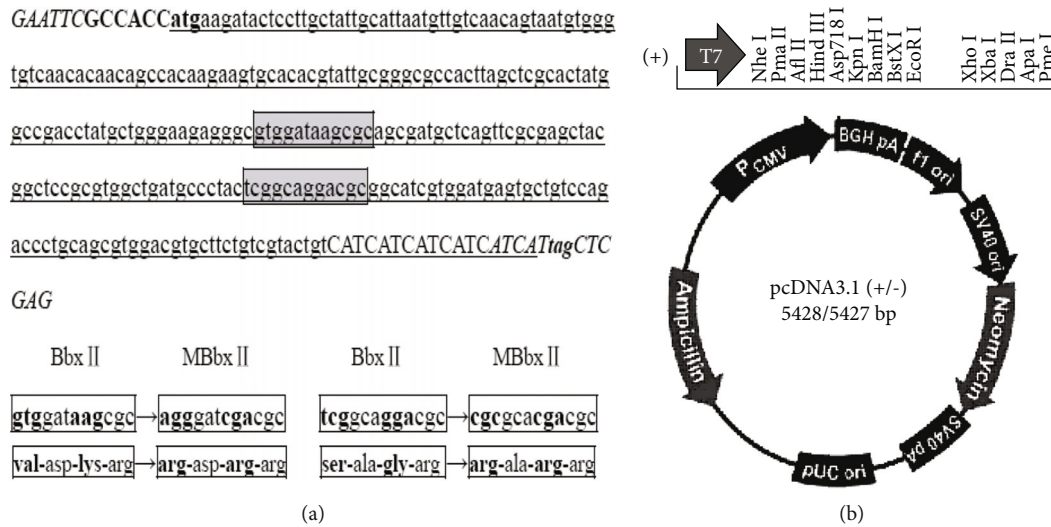 GAATTCGCCACCatgaagatactccttgctattgcattaatgttgtcaacagtaatgtggg
tgtcaacacaacagccacaagaagtgcacacgtattgcgggcgccacttagctcgcactatg
gccgacctatgctgggaagagggcgtggataagcgcagcgatgctcagttcgcgagctac
ggctccgcgtggctgatgccctactcggcaggacgcggcatcgtggatgagtgctgtccag
accctgcagcgtggacgtgcttctgtcgtactgtCATCATCATCATCATCATtagCTC
GAG
Bbx Ⅱ MBbx Ⅱ Bbx Ⅱ MBbx Ⅱ
gtggataagcgc→agggatcgacgc tcggcaggacgc→cgcgcacgacgc
val-asp-lys-arg→arg-asp-arg-arg ser-ala-gly-arg→arg-ala-arg-arg
(a)
(+) T7 Nhe I Pma II Afl II Hind III Asp718 I Kpn I BamH I BstX I EcoR I Xho I Xba I Dra II Apa I Pme I
P CMV
BGH pA
f1 ori
SV40 ori
Neomycin
SV40 pA
pUC ori
Ampicillin
pcDNA3.1 (+/-)
5428/5427 bp
(b)